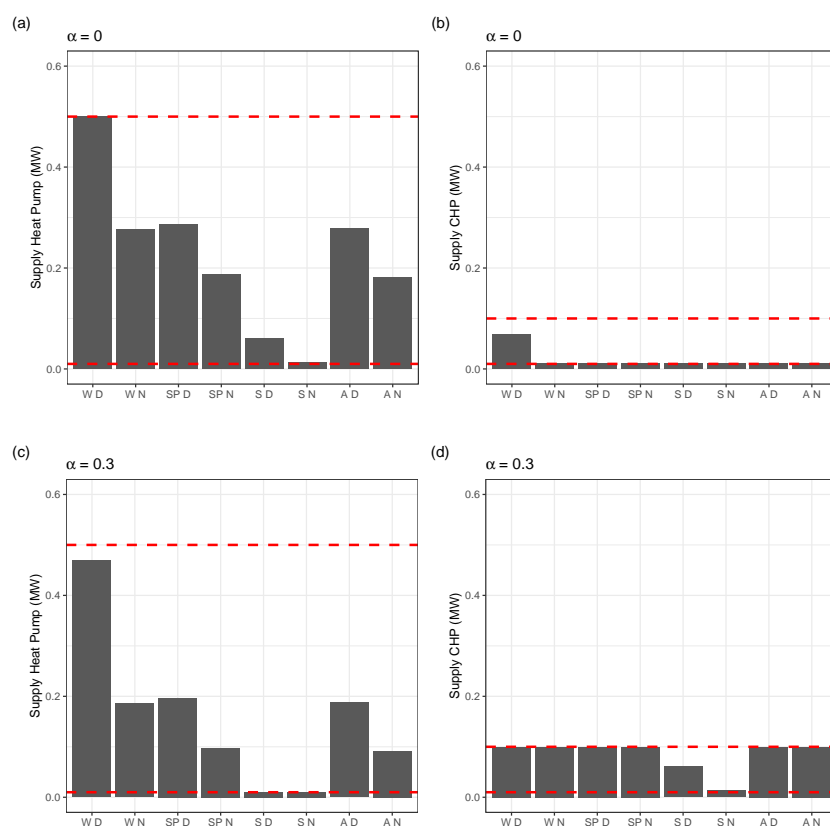 (a)
α = 0
Supply Heat Pump (MW)
0.6
0.4
0.2
0.0
W D W N SP D SP N S D S N A D A N
(b)
α = 0
Supply CHP (MW)
0.6
0.4
0.2
0.0
W D W N SP D SP N S D S N A D A N
(c)
α = 0.3
Supply Heat Pump (MW)
0.6
0.4
0.2
0.0
W D W N SP D SP N S D S N A D A N
(d)
α = 0.3
Supply CHP (MW)
0.6
0.4
0.2
0.0
W D W N SP D SP N S D S N A D A N